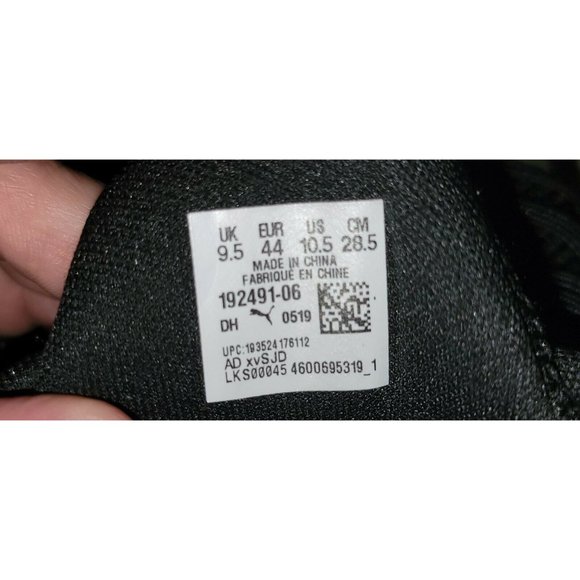 UK EUR US CM
9.5 44 10.5 28.5
MADE IN CHINA
FABRIQUÉ EN CHINE
192491-06
DH 0519
UPC:193524176112
AD xvSJD
LKS00045 4600695319_1